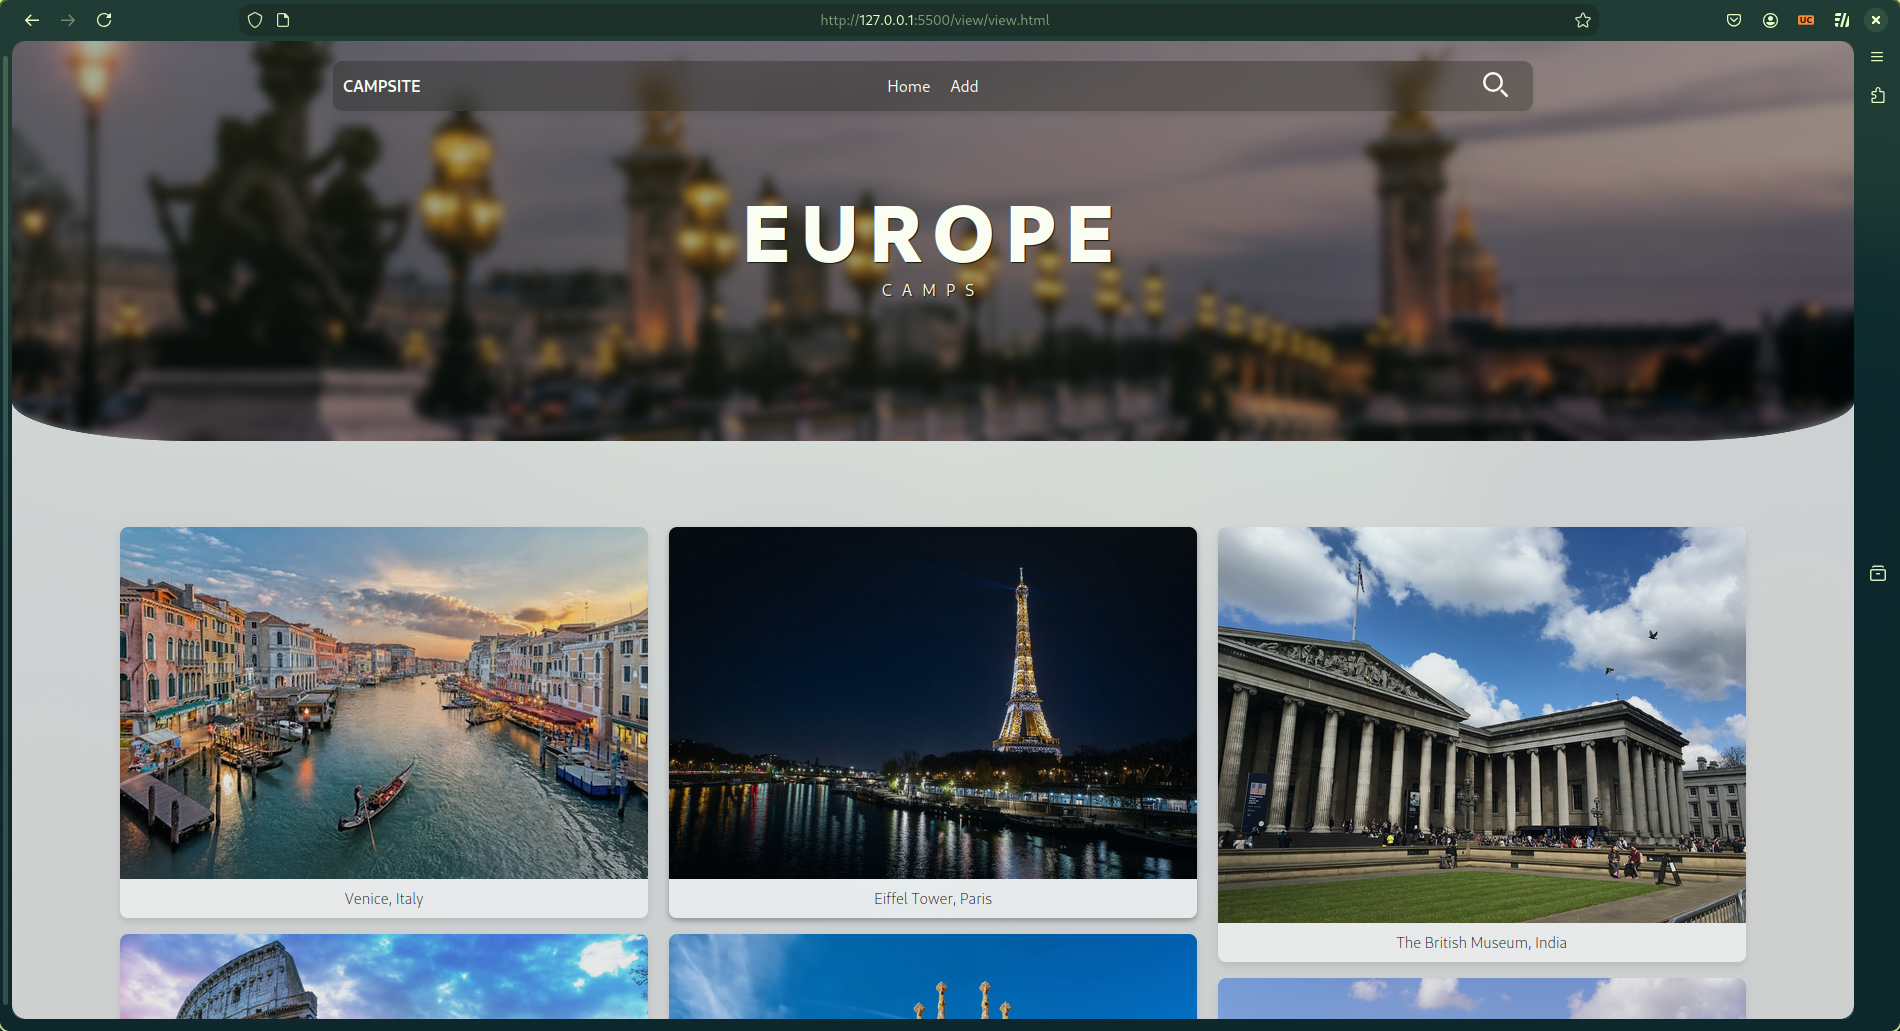 http://127.0.0.1:5500/view/view.html
UC
CAMPSITE
Home Add
EUROPE
CAMPS
Venice, Italy
Eiffel Tower, Paris
The British Museum, India